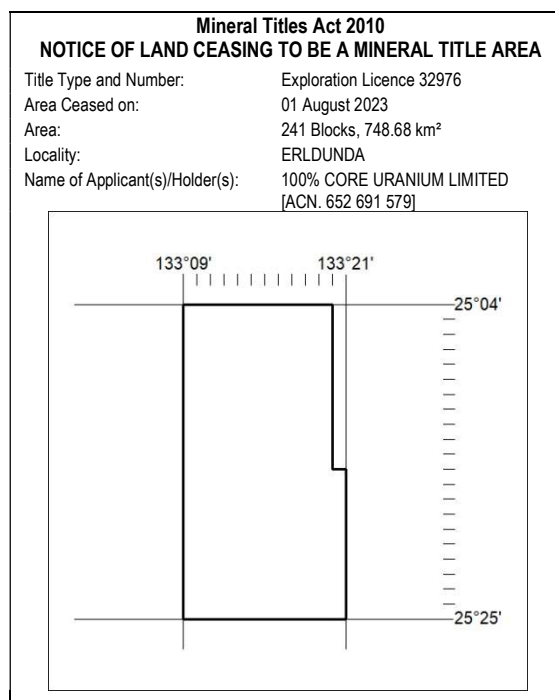 Mineral Titles Act 2010
NOTICE OF LAND CEASING TO BE A MINERAL TITLE AREA
Title Type and Number: Exploration Licence 32976
Area Ceased on: 01 August 2023
Area: 241 Blocks, 748.68 km²
Locality: ERLDUNDA
Name of Applicant(s)/Holder(s): 100% CORE URANIUM LIMITED
[ACN. 652 691 579]
133°09' 133°21'
25°04'
25°25'